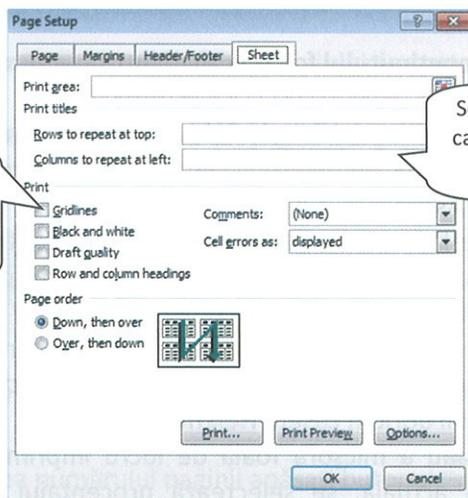 Page Setup
Page Margins Header/Footer Sheet
Print area:
Print titles
Rows to repeat at top:
Columns to repeat at left:
Print
Gridlines
Comments: (None)
Black and white
Cell errors as: displayed
Draft quality
Row and column headings
Page order
Down, then over
Over, then down
Print... Print Preview Options...
OK Cancel